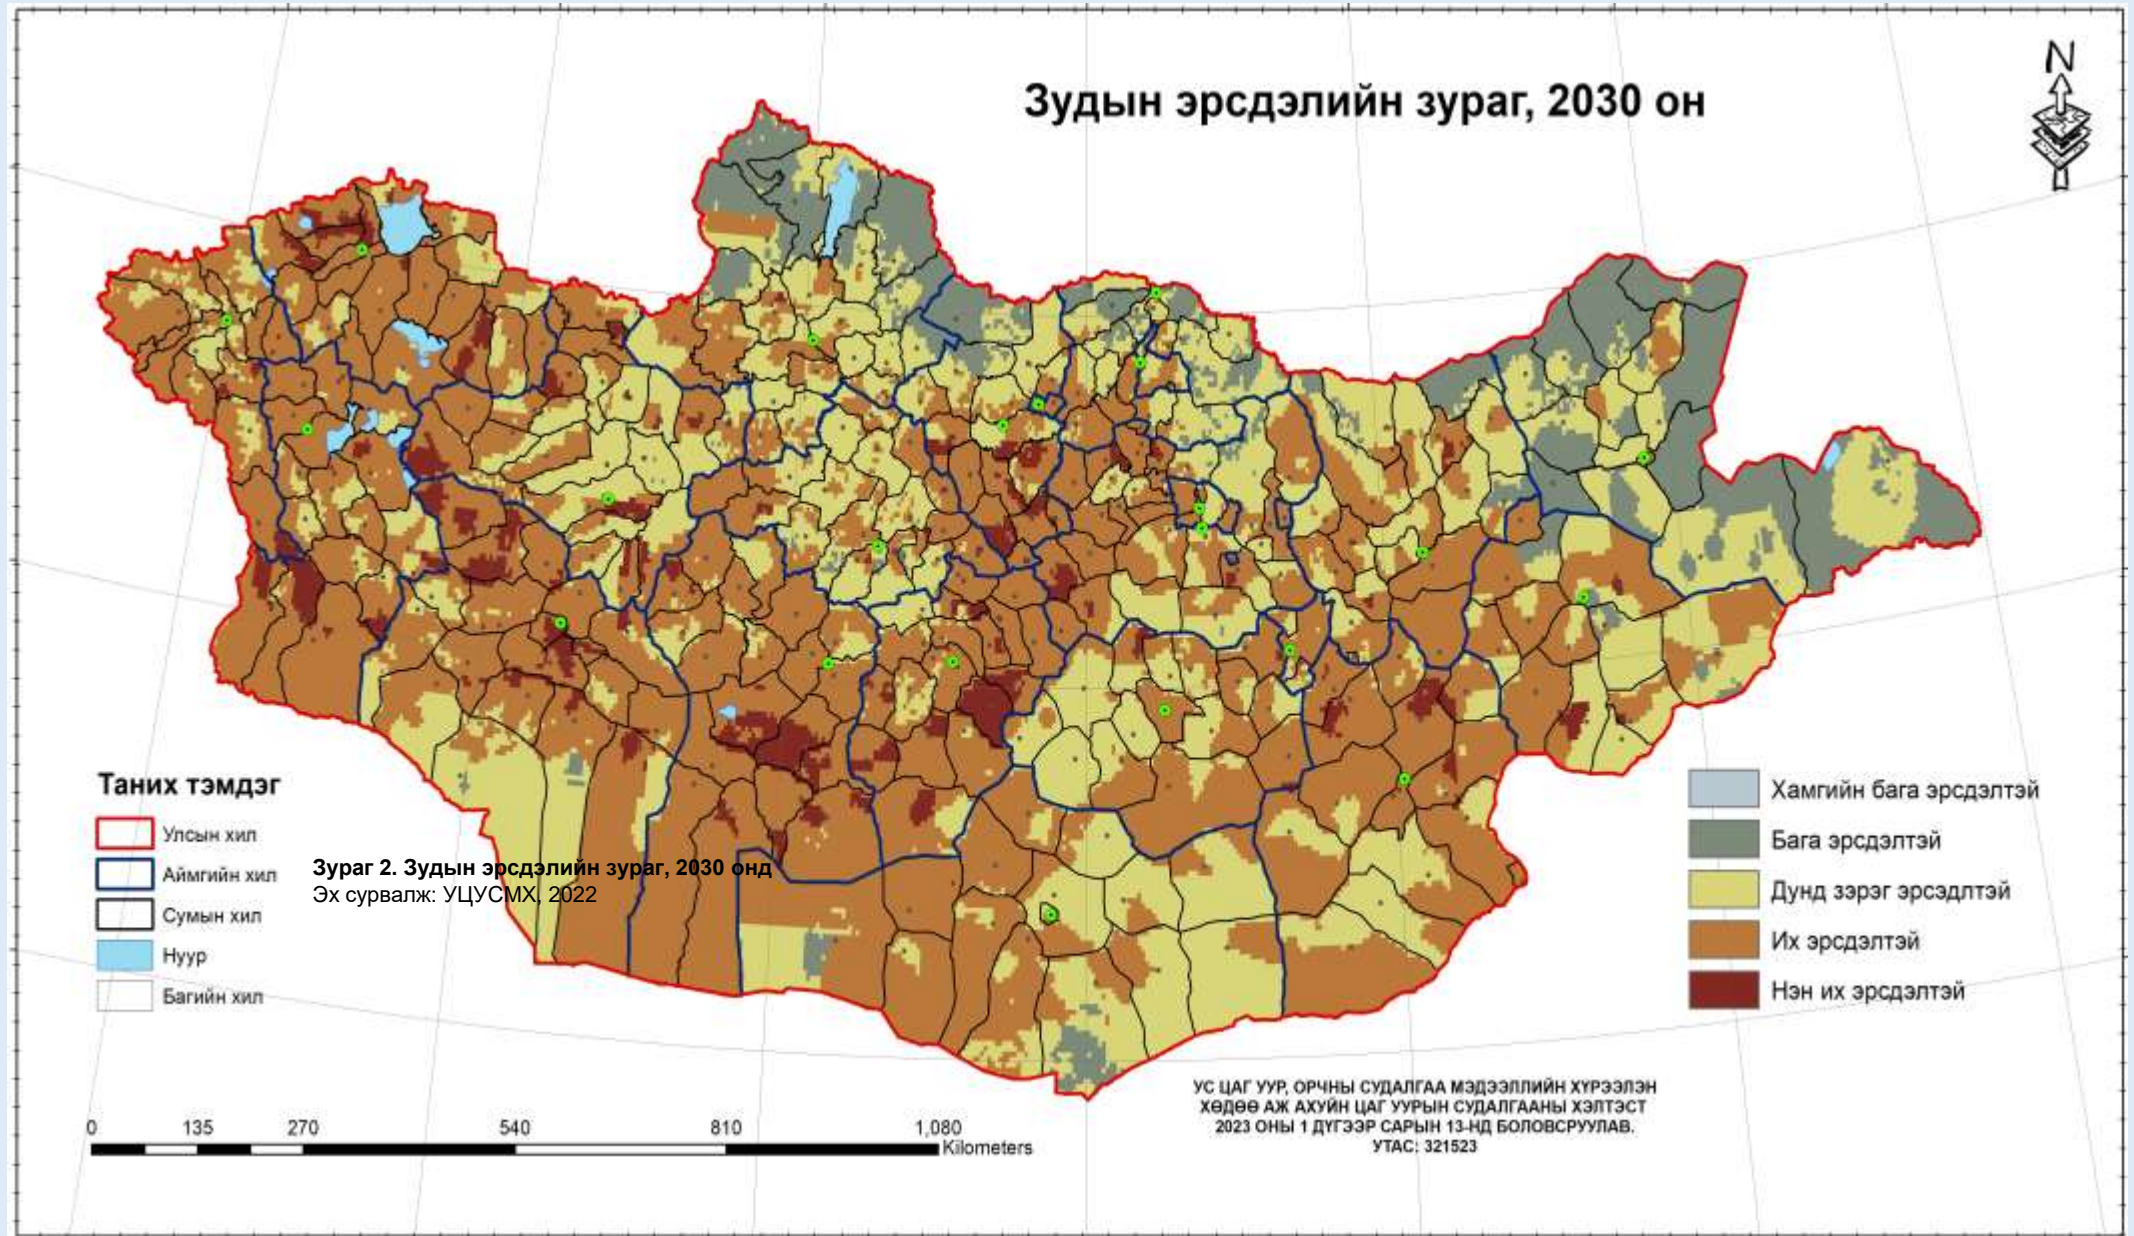 Зудын эрсдэлийн зураг, 2030 он
N
Таних тэмдэг
Улсын хил
Аймгийн хил
Сумын хил
Нуур
Багийн хил
Зураг 2. Зудын эрсдэлийн зураг, 2030 онд
Эх сурвалж: УЦУСМХ, 2022
Хамгийн бага эрсдэлтэй
Бага эрсдэлтэй
Дунд зэрэг эрсэдлтэй
Их эрсдэлтэй
Нэн их эрсдэлтэй
0 135 270 540 810 1,080
Kilometers
УС ЦАГ УУР, ОРЧНЫ СУДАЛГАА МЭДЭЭЛЛИЙН ХҮРЭЭЛЭН
ХӨДӨӨ АЖ АХУЙН ЦАГ УУРЫН СУДАЛГААНЫ ХЭЛТЭСТ
2023 ОНЫ 1 ДҮГЭЭР САРЫН 13-НД БОЛОВСРУУЛАВ.
УТАС: 321523